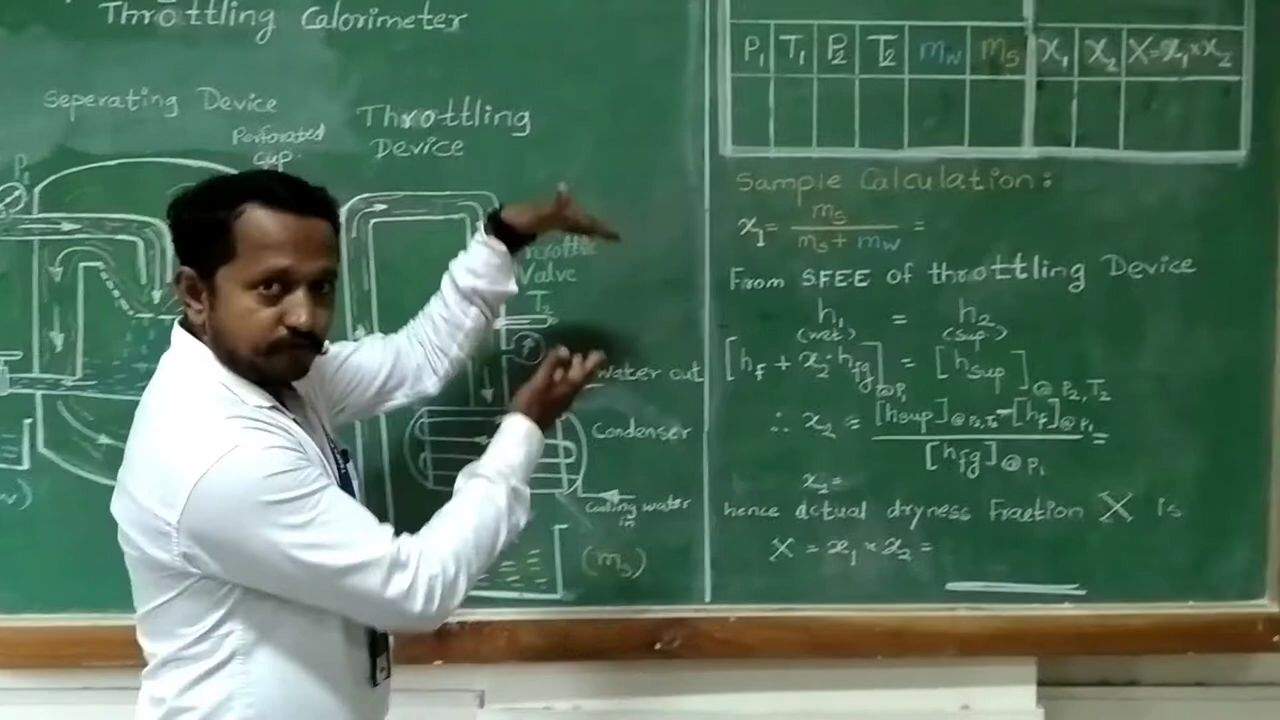 Throttling Calorimeter
Seperating Device
Perforated
cup
Throttling
Device
P
Valve
T2
water out
Condenser
Cooling water
in
(ms)
w)
P1 T1 P2 T2 mw ms x1 x2 X=x1×x2
Sample Calculation:
x1 = ms / ms + mw =
From S.F.E.E of throttling Device
h1 = h2
(wet) (sup)
[hf + x2·hfg]@P1 = [hsup]@P2,T2
∴ x2 = [hsup]@P2,T2 - [hf]@P1 / [hfg]@P1 =
x2 =
hence actual dryness Fraction X is
X = x1 × x2 =